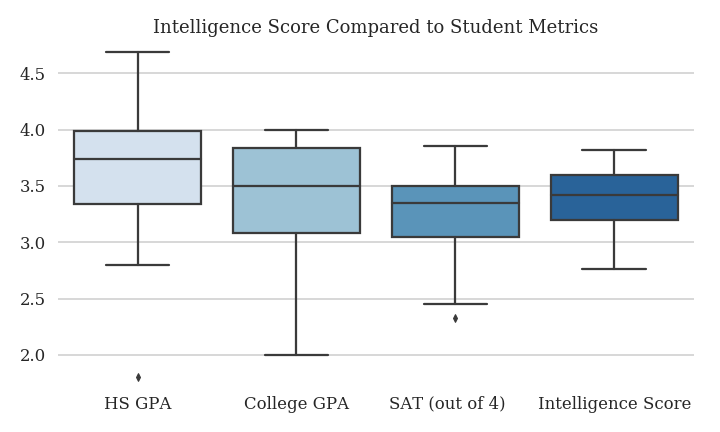 Intelligence Score Compared to Student Metrics
4.5
4.0
3.5
3.0
2.5
2.0
HS GPA
College GPA
SAT (out of 4)
Intelligence Score